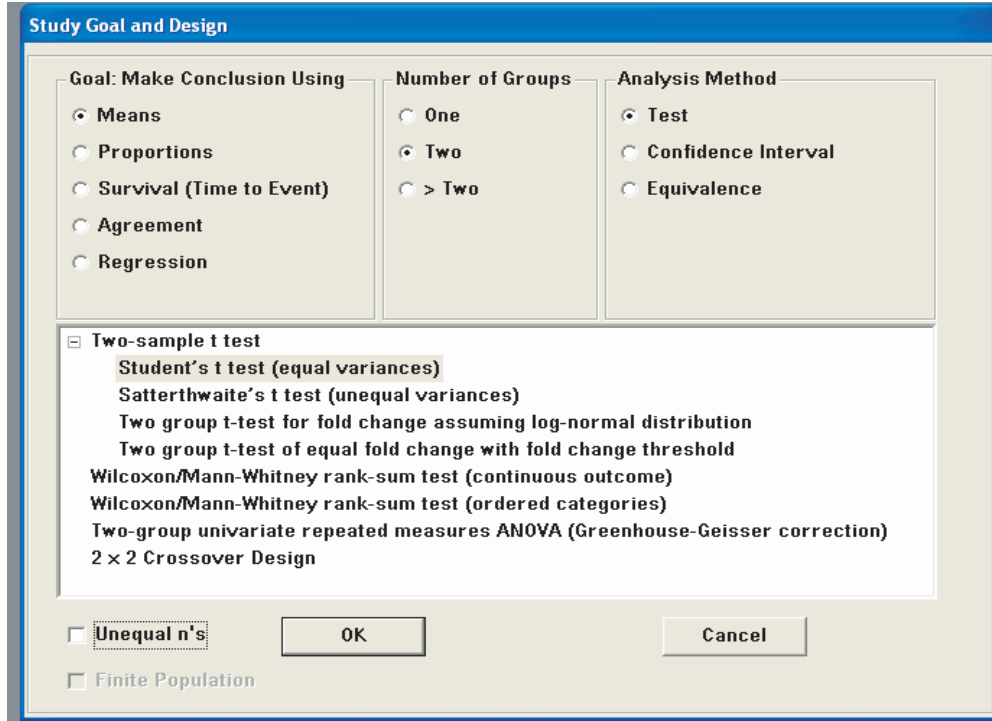 Study Goal and Design
Goal: Make Conclusion Using
Means
Proportions
Survival (Time to Event)
Agreement
Regression
Number of Groups
One
Two
> Two
Analysis Method
Test
Confidence Interval
Equivalence
Two-sample t test
Student's t test (equal variances)
Satterthwaite's t test (unequal variances)
Two group t-test for fold change assuming log-normal distribution
Two group t-test of equal fold change with fold change threshold
Wilcoxon/Mann-Whitney rank-sum test (continuous outcome)
Wilcoxon/Mann-Whitney rank-sum test (ordered categories)
Two-group univariate repeated measures ANOVA (Greenhouse-Geisser correction)
2 × 2 Crossover Design
Unequal n's
OK
Cancel
Finite Population